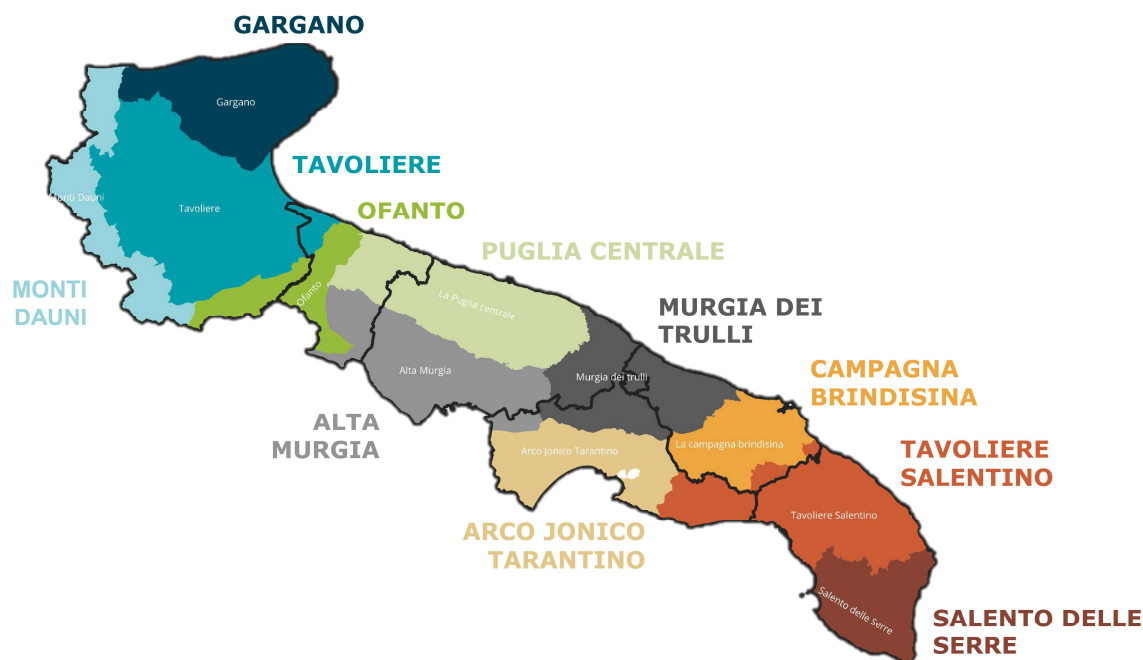 GARGANO
Gargano
TAVOLIERE
Monti Dauni
Tavoliere
OFANTO
PUGLIA CENTRALE
MONTI
DAUNI
Ofanto
La Puglia centrale
MURGIA DEI
TRULLI
Alta Murgia
Murgia dei trulli
CAMPAGNA
BRINDISINA
ALTA
MURGIA
Arco Jonico Tarantino
La campagna brindisina
TAVOLIERE
SALENTINO
Tavoliere Salentino
ARCO JONICO
TARANTINO
Salento delle Serre
SALENTO DELLE
SERRE